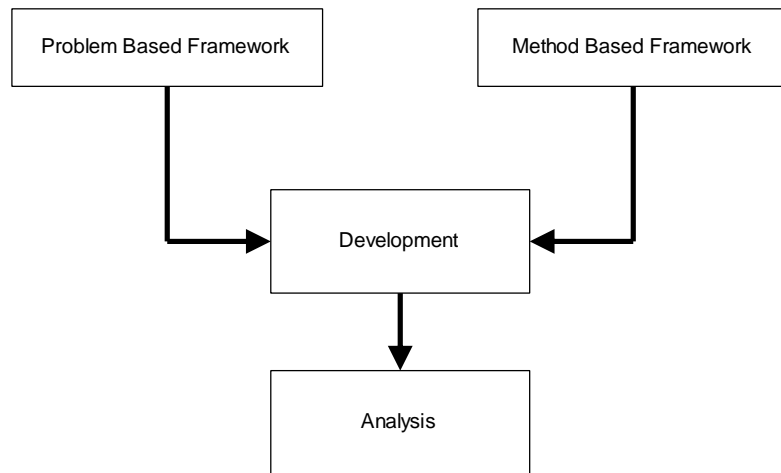 Problem Based Framework
Method Based Framework
Development
Analysis